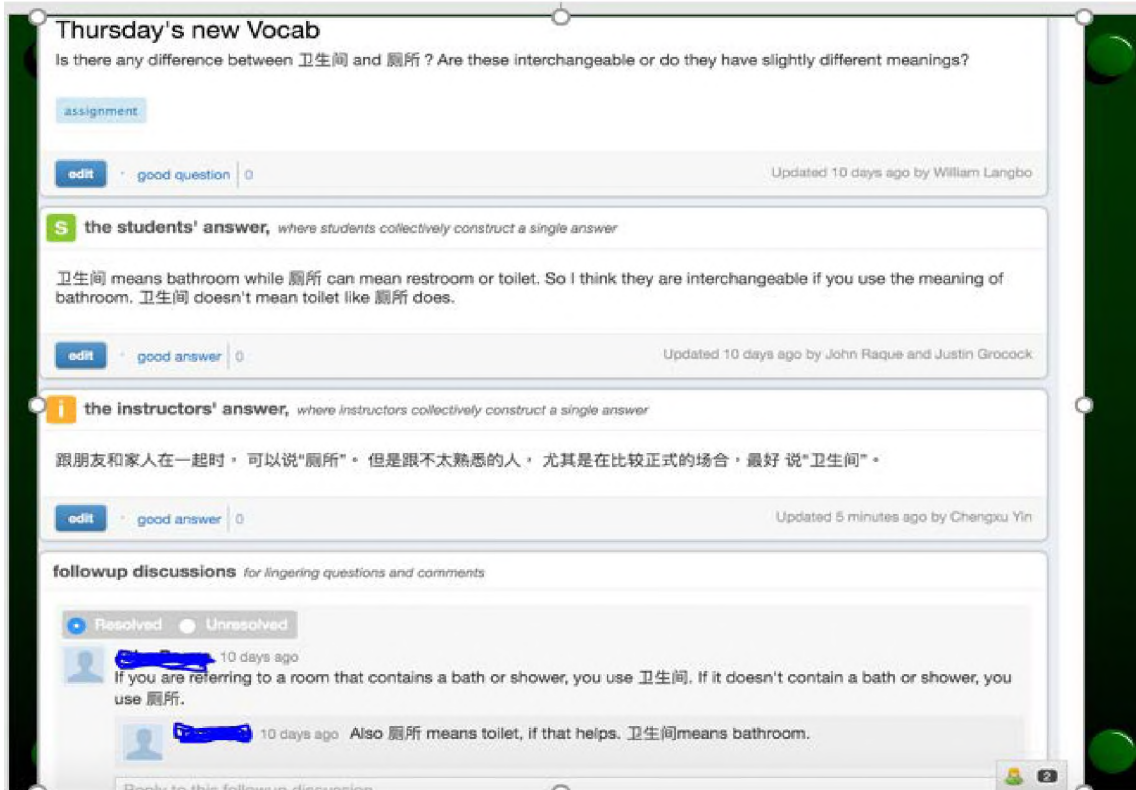 Thursday's new Vocab
Is there any difference between 卫生间 and 厕所 ? Are these interchangeable or do they have slightly different meanings?
assignment
edit · good question 0 Updated 10 days ago by William Langbo
S the students' answer, where students collectively construct a single answer
卫生间 means bathroom while 厕所 can mean restroom or toilet. So I think they are interchangeable if you use the meaning of
bathroom. 卫生间 doesn't mean toilet like 厕所 does.
edit · good answer 0 Updated 10 days ago by John Raque and Justin Grocock
i the instructors' answer, where instructors collectively construct a single answer
跟朋友和家人在一起时， 可以说“厕所”。 但是跟不太熟悉的人， 尤其是在比较正式的场合，最好 说“卫生间”。
edit · good answer 0 Updated 5 minutes ago by Chengxu Yin
followup discussions for lingering questions and comments
Resolved Unresolved
10 days ago
If you are referring to a room that contains a bath or shower, you use 卫生间. If it doesn't contain a bath or shower, you
use 厕所.
10 days ago Also 厕所 means toilet, if that helps. 卫生间means bathroom.
Reply to this followup discussion
2